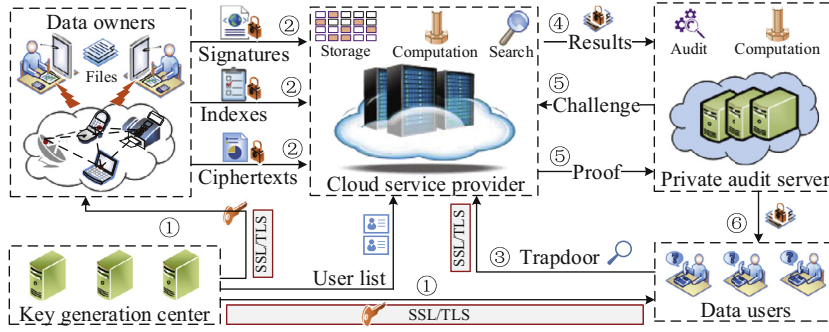 Data owners
Files
② 
Signatures
②
Indexes
②
Ciphertexts
Storage
Computation
Search
Cloud service provider
④
Results
⑤
Challenge
⑤
Proof
Audit
Computation
Private audit server
⑥
①
SSL/TLS
User list
SSL/TLS
③ Trapdoor
①
Key generation center
SSL/TLS
Data users